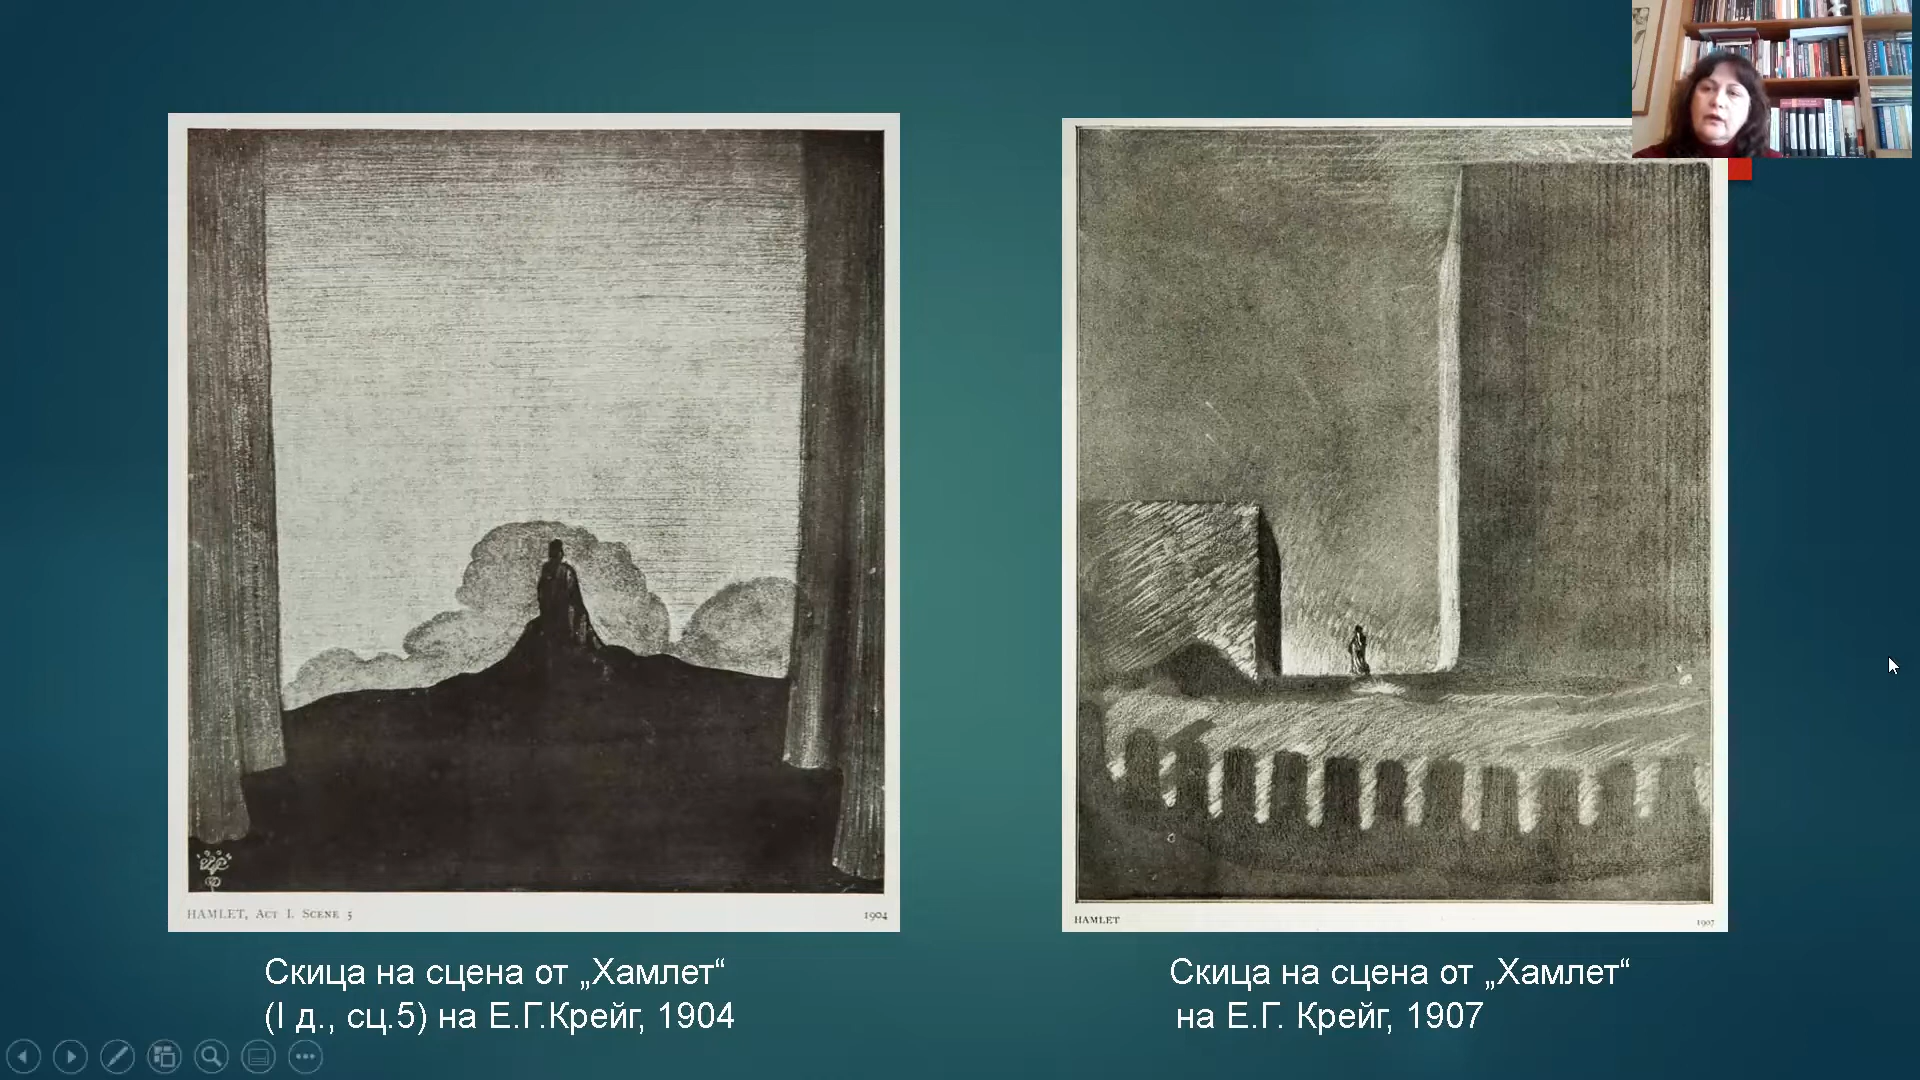 HAMLET, Act I. Scene 5
1904
HAMLET
1907
Скица на сцена от „Хамлет“
(I д., сц.5) на Е.Г.Крейг, 1904
Скица на сцена от „Хамлет“
на Е.Г. Крейг, 1907